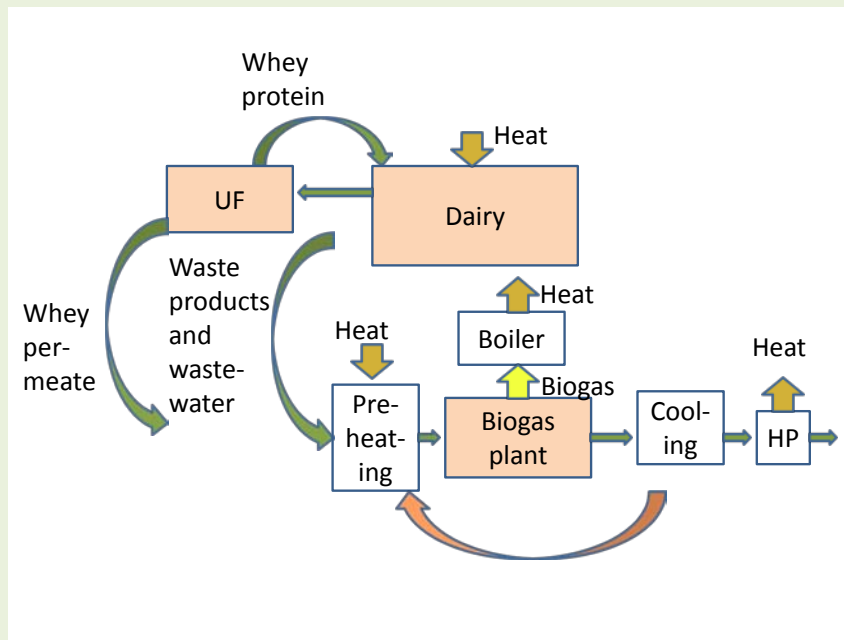 Whey
protein
Heat
UF
Dairy
Whey
per-
meate
Waste
products
and
waste-
water
Heat
Heat
Boiler
Biogas
Pre-
heat-
ing
Biogas
plant
Cool-
ing
Heat
HP